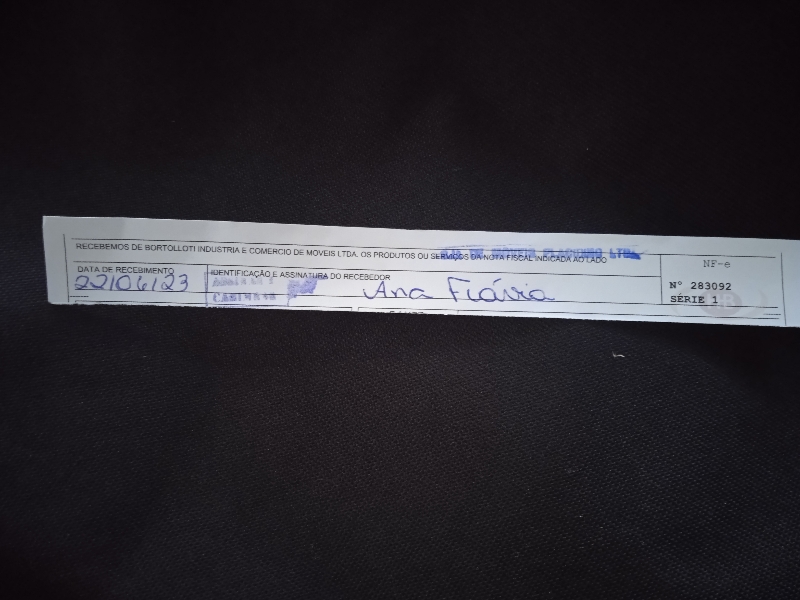 RECEBEMOS DE BORTOLLOTI INDUSTRIA E COMERCIO DE MOVEIS LTDA. OS PRODUTOS OU SERVIÇOS DA NOTA FISCAL INDICADA AO LADO
DATA DE RECEBIMENTO
22/06/23
IDENTIFICAÇÃO E ASSINATURA DO RECEBEDOR
Ana Flávia
NF-e
Nº 283092
SÉRIE 1